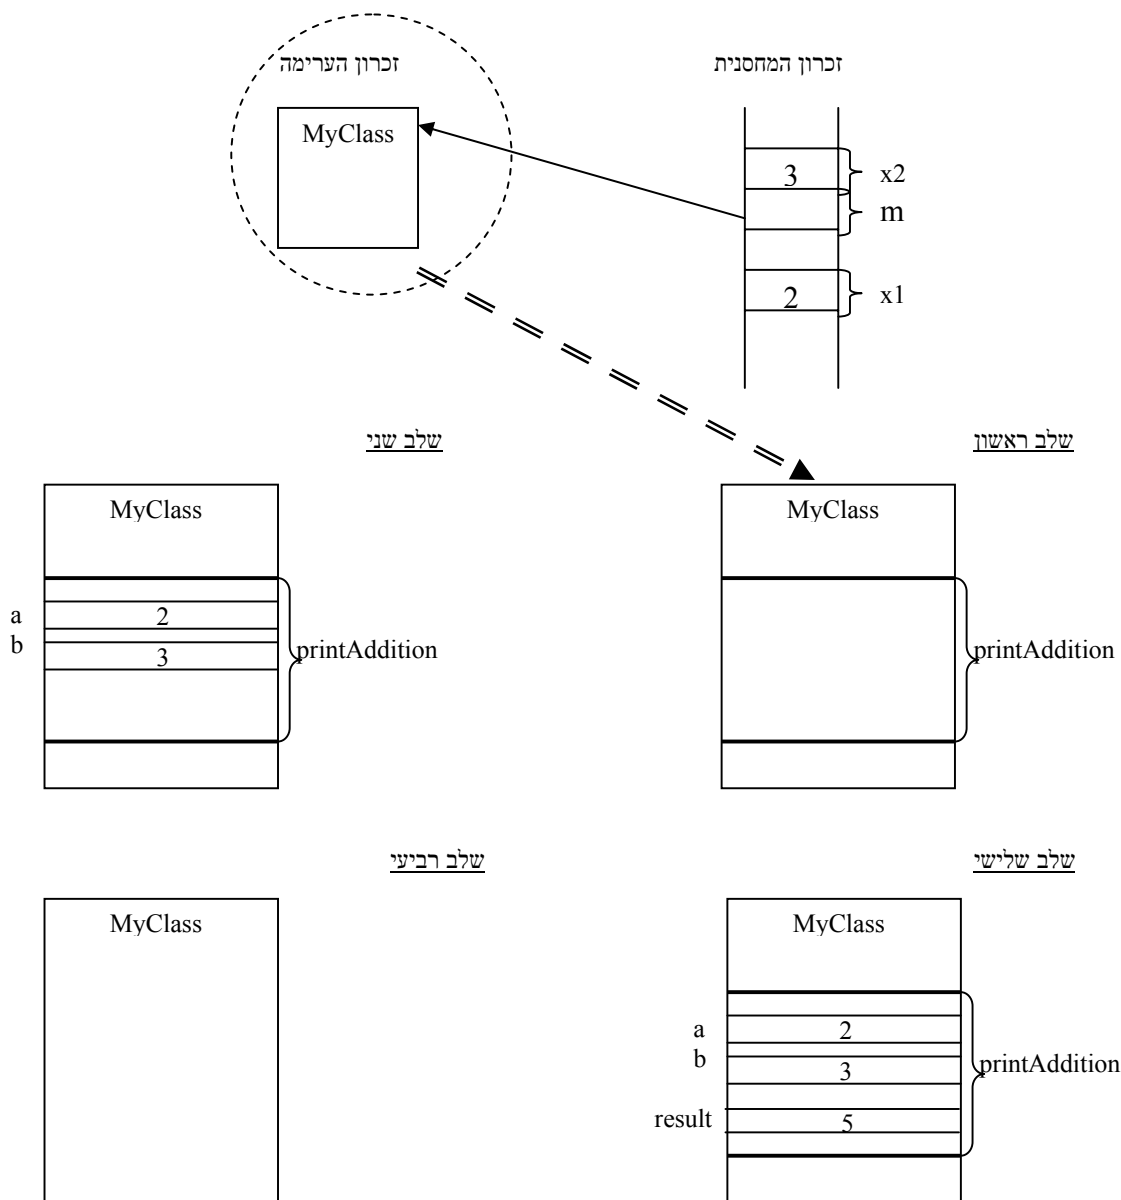 זכרון המחסנית
זכרון הערימה
MyClass
3
x2
m
2
x1
שלב ראשון
שלב שני
MyClass
printAddition
MyClass
a
2
b
3
printAddition
שלב שלישי
שלב רביעי
MyClass
a
2
b
3
printAddition
result
5
MyClass